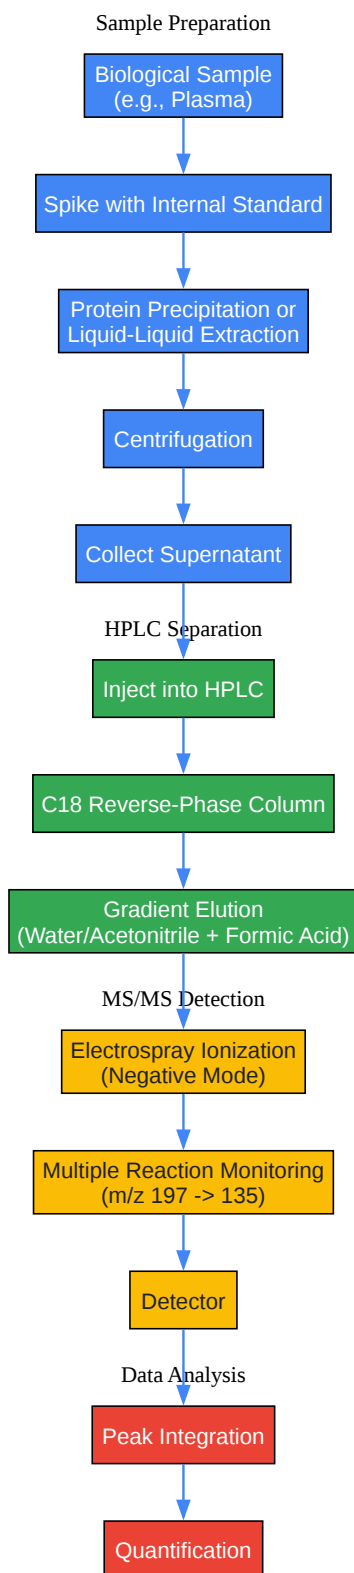 Sample Preparation
Biological Sample
(e.g., Plasma)
Spike with Internal Standard
Protein Precipitation or
Liquid-Liquid Extraction
Centrifugation
Collect Supernatant
HPLC Separation
Inject into HPLC
C18 Reverse-Phase Column
Gradient Elution
(Water/Acetonitrile + Formic Acid)
MS/MS Detection
Electrospray Ionization
(Negative Mode)
Multiple Reaction Monitoring
(m/z 197 -> 135)
Detector
Data Analysis
Peak Integration
Quantification